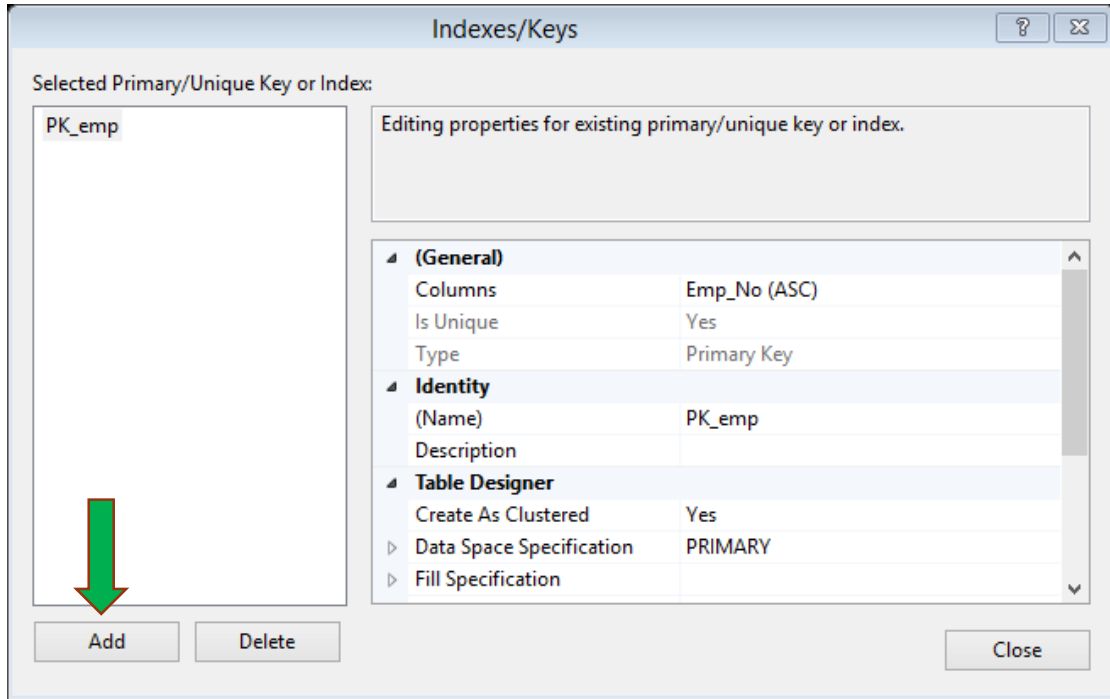 Indexes/Keys
?
Selected Primary/Unique Key or Index:
PK_emp
Editing properties for existing primary/unique key or index.
(General)
Columns Emp_No (ASC)
Is Unique Yes
Type Primary Key
Identity
(Name) PK_emp
Description
Table Designer
Create As Clustered Yes
Data Space Specification PRIMARY
Fill Specification
Add Delete Close